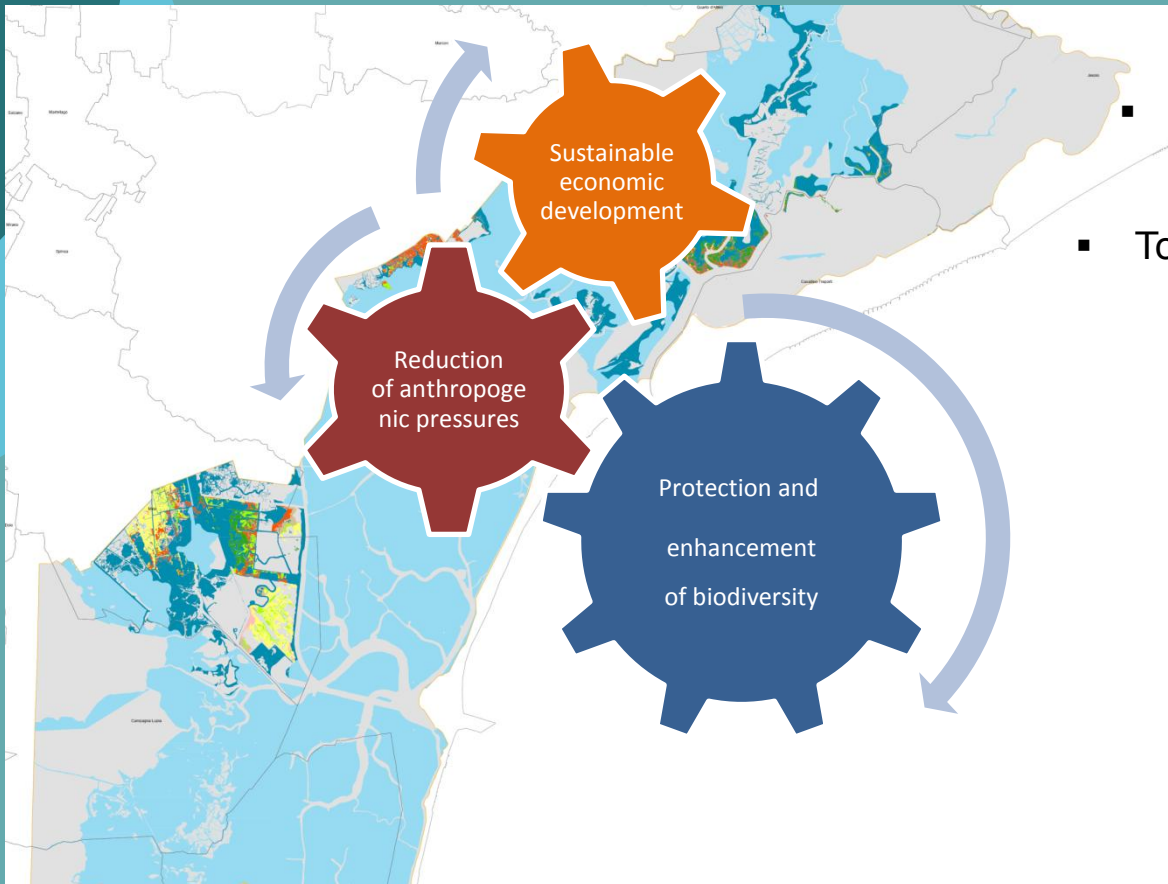 Sustainable
economic
development
▪
▪ To
Reduction
of anthropoge
nic pressures
Protection and
enhancement
of biodiversity